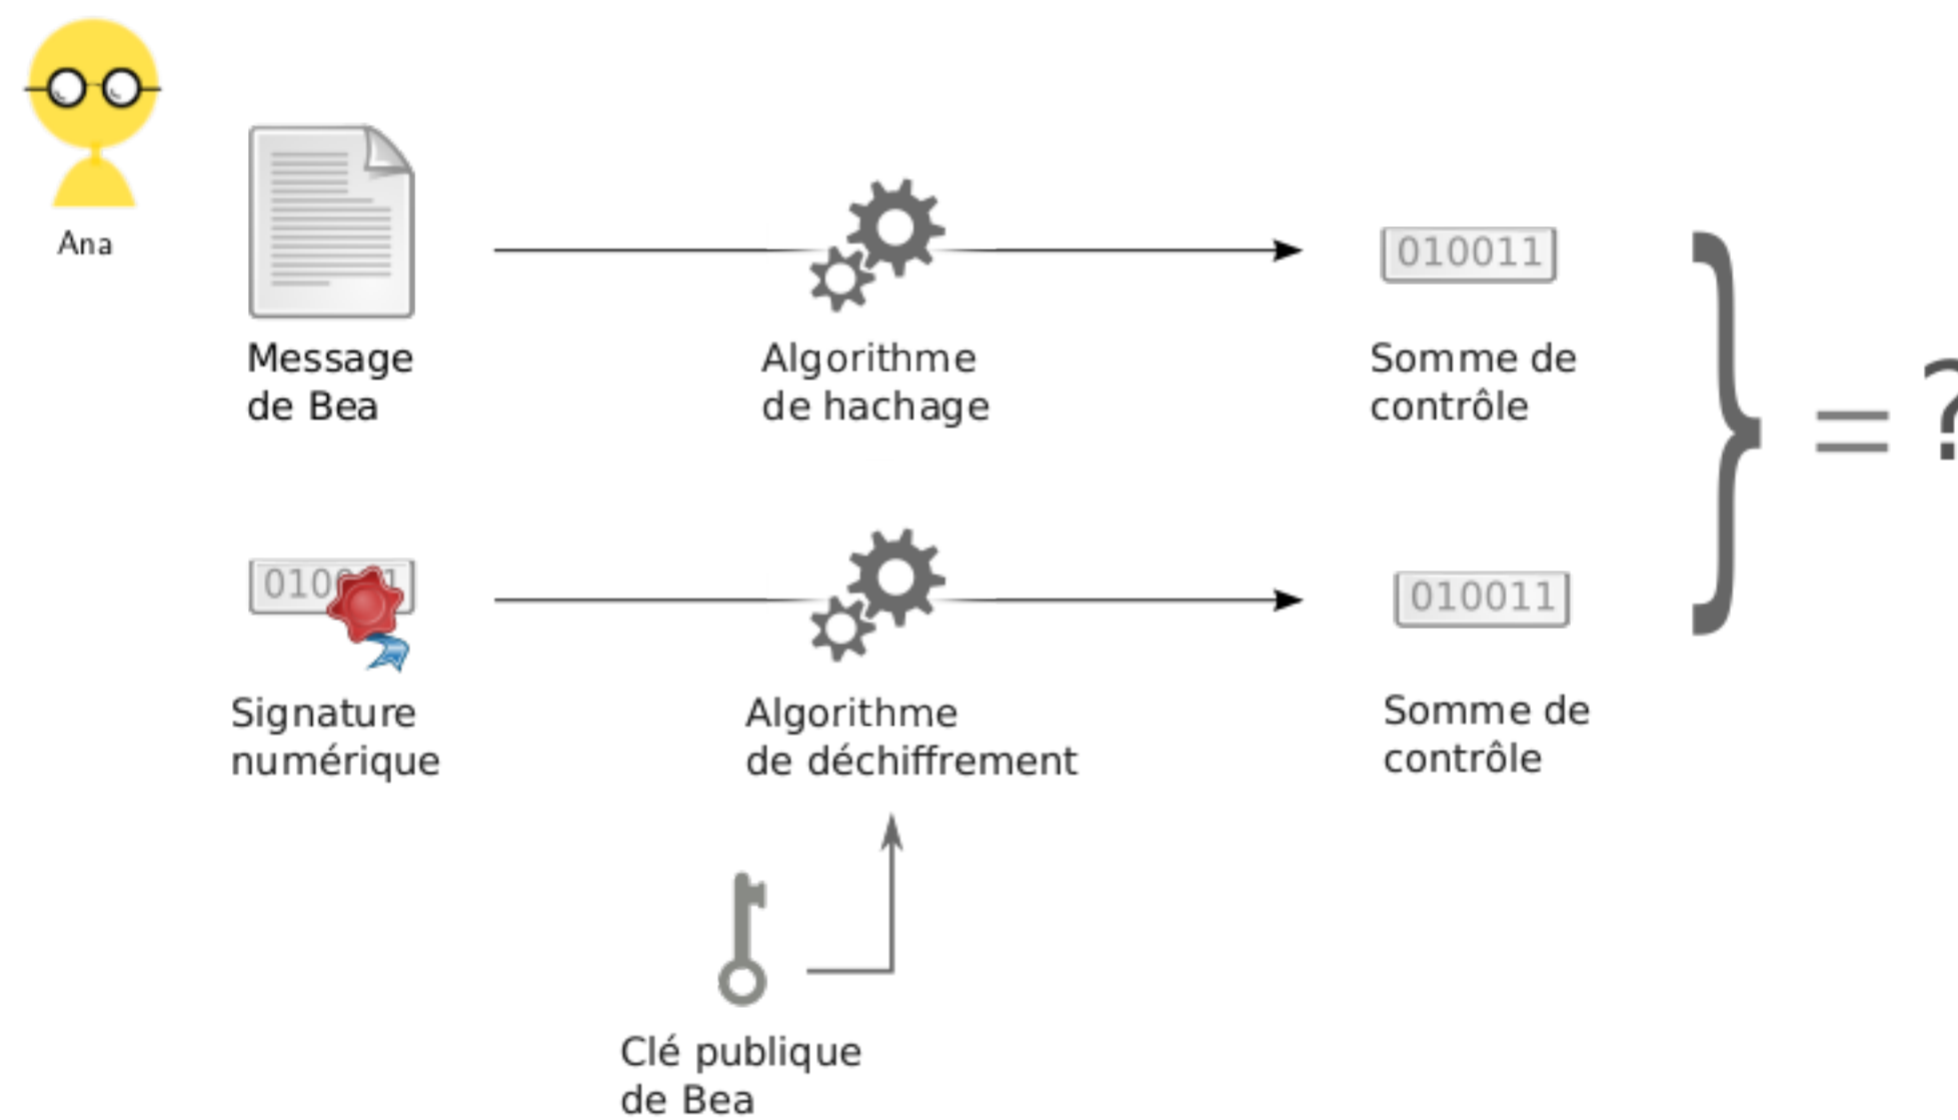 Ana
Message
de Bea
Algorithme
de hachage
010011
Somme de
contrôle
= ?
Signature
numérique
Algorithme
de déchiffrement
010011
Somme de
contrôle
Clé publique
de Bea